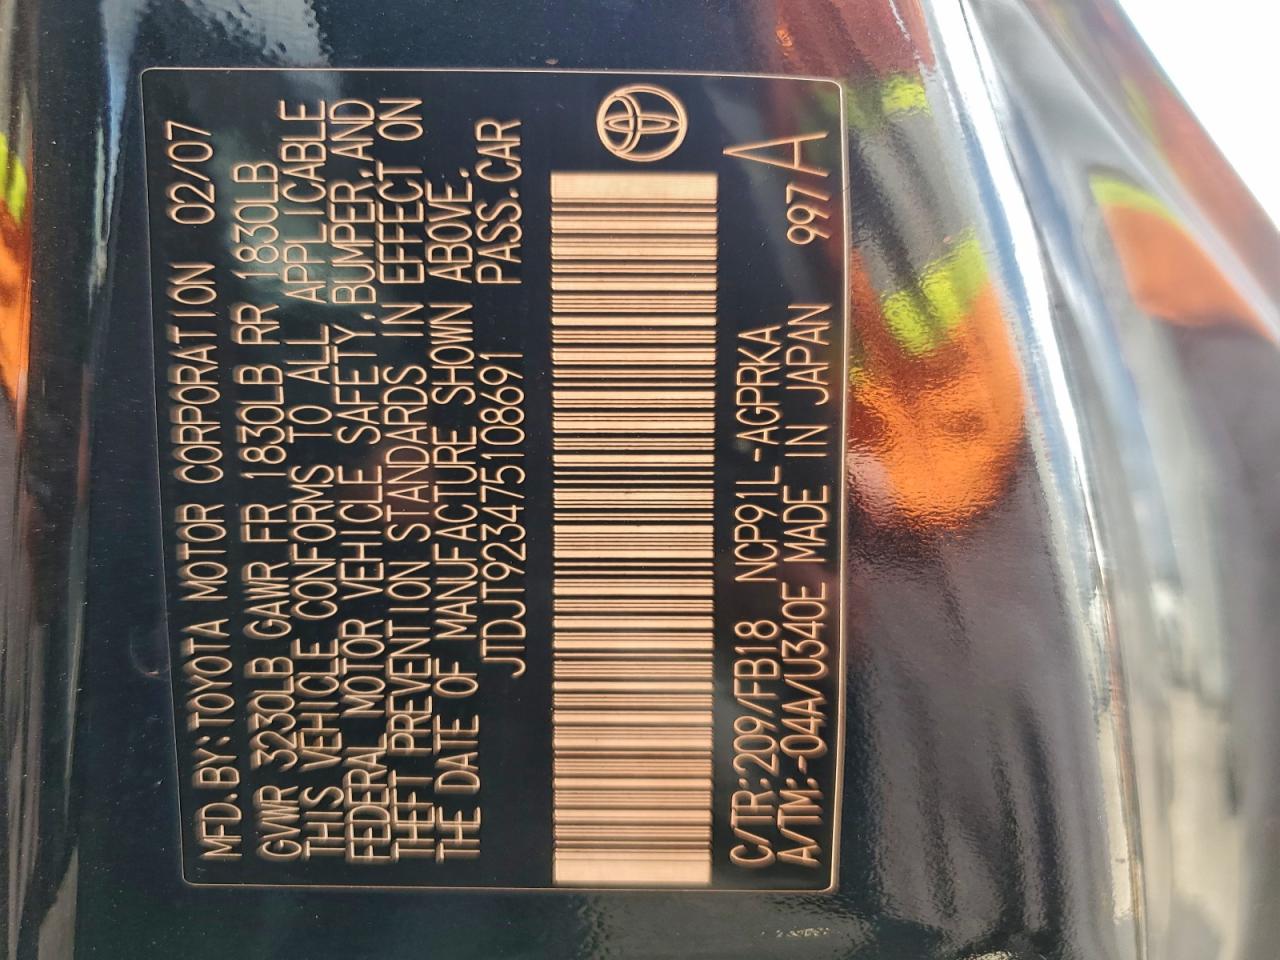 MFD.BY:TOYOTA MOTOR CORPORATION 02/07
GVWR 3230LB GAWR FR 1830LB RR 1830LB
THIS VEHICLE CONFORMS TO ALL APPLICABLE
FEDERAL MOTOR VEHICLE SAFETY,BUMPER,AND
THEFT PREVENTION STANDARDS IN EFFECT ON
THE DATE OF MANUFACTURE SHOWN ABOVE.
JTDJT923475108691 PASS.CAR
C/TR:209/FB18 NCP91L-AGPRKA
A/TM:-04A/U340E MADE IN JAPAN 997A